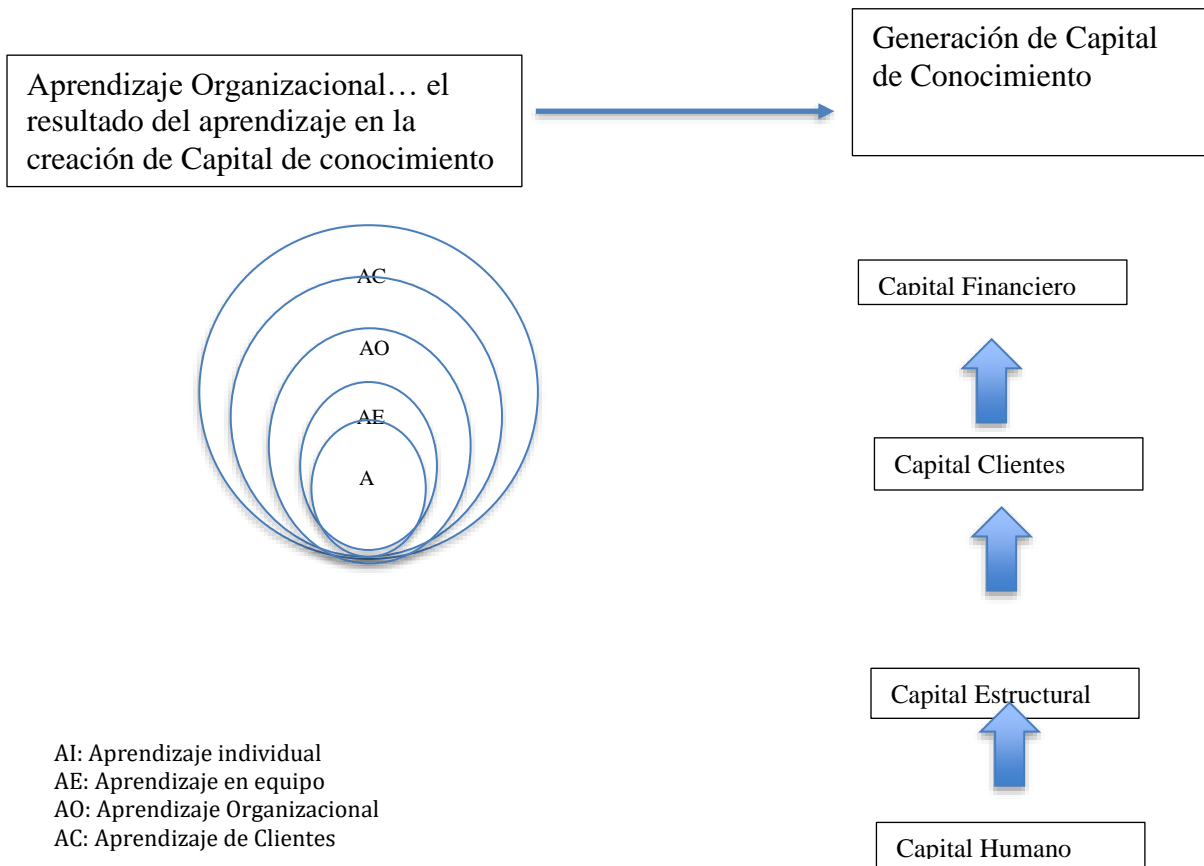 Aprendizaje Organizacional… el
resultado del aprendizaje en la
creación de Capital de conocimiento
Generación de Capital
de Conocimiento
AC
AO
AE
A
Capital Financiero
Capital Clientes
Capital Estructural
Capital Humano
AI: Aprendizaje individual
AE: Aprendizaje en equipo
AO: Aprendizaje Organizacional
AC: Aprendizaje de Clientes